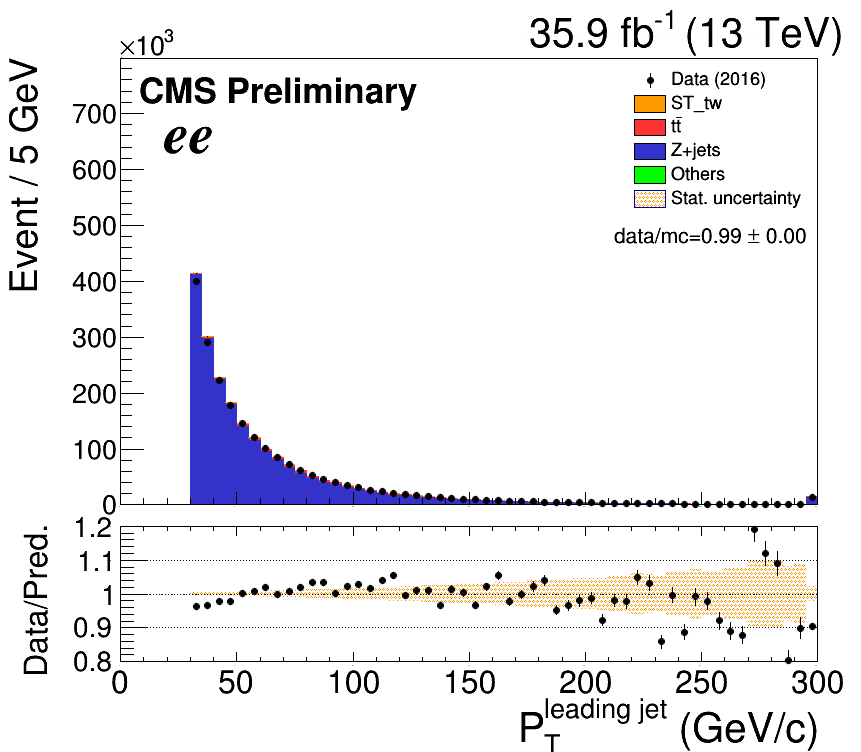 35.9 fb⁻¹ (13 TeV)
×10³
CMS Preliminary
ee
Data (2016)
ST_tw
tt̄
Z+jets
Others
Stat. uncertainty
data/mc=0.99 ± 0.00
Event / 5 GeV
700
600
500
400
300
200
100
0
Data/Pred.
1.2
1.1
1
0.9
0.8
0 50 100 150 200 250 300
P_T^leading jet (GeV/c)